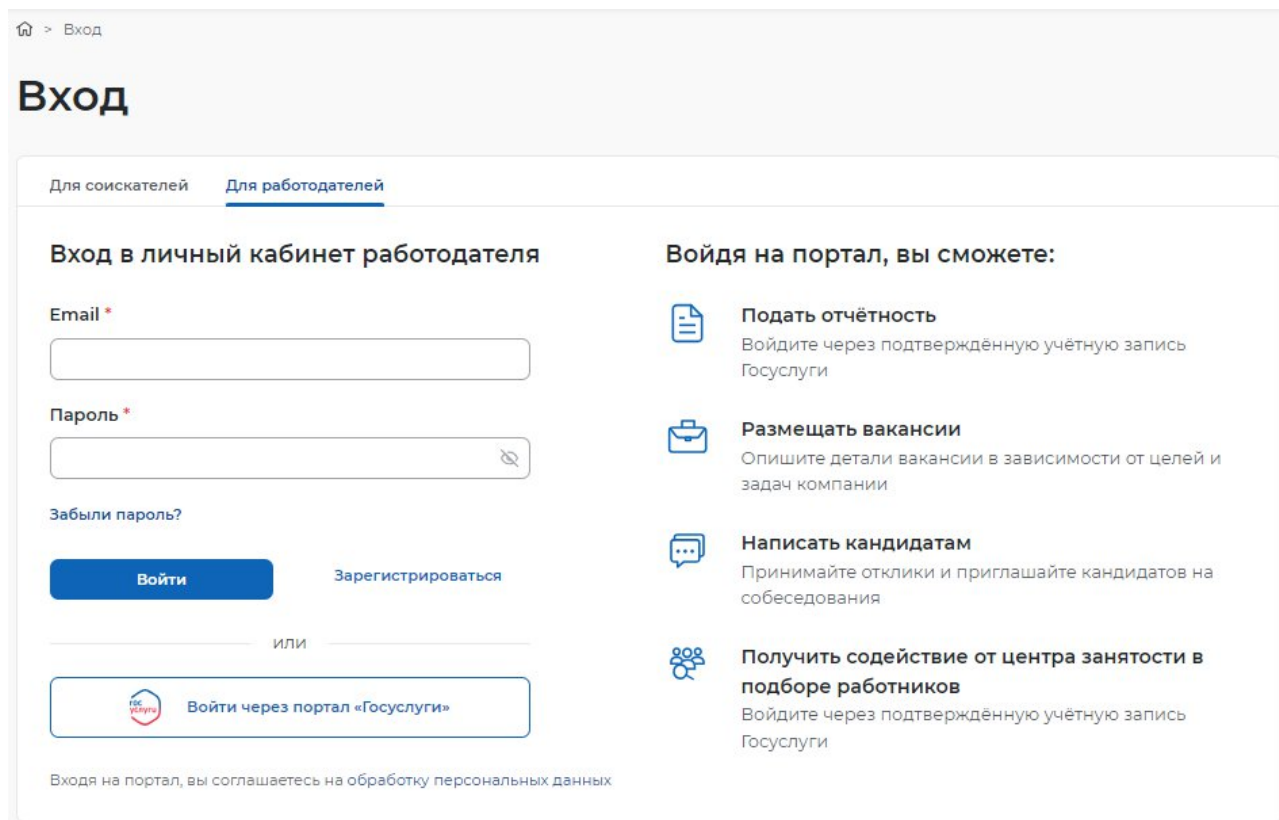 > Вход
Вход
Для соискателей
Для работодателей
Вход в личный кабинет работодателя
Email *
Пароль *
Забыли пароль?
Войти
Зарегистрироваться
или
гос
услуги
Войти через портал «Госуслуги»
Входя на портал, вы соглашаетесь на обработку персональных данных
Войдя на портал, вы сможете:
Подать отчётность
Войдите через подтверждённую учётную запись
Госуслуги
Размещать вакансии
Опишите детали вакансии в зависимости от целей и
задач компании
Написать кандидатам
Принимайте отклики и приглашайте кандидатов на
собеседования
Получить содействие от центра занятости в
подборе работников
Войдите через подтверждённую учётную запись
Госуслуги